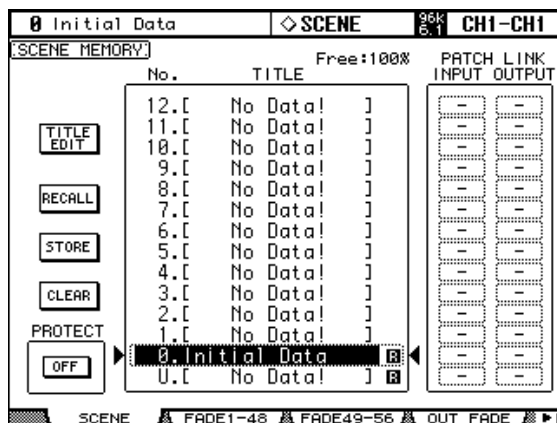 0 Initial Data ◇SCENE 96k 6.1 CH1-CH1
SCENE MEMORY
Free:100% PATCH LINK
No. TITLE INPUT OUTPUT
12.[ No Data! ] - -
TITLE EDIT
11.[ No Data! ] - -
10.[ No Data! ] - -
9.[ No Data! ] - -
RECALL
8.[ No Data! ] - -
7.[ No Data! ] - -
6.[ No Data! ] - -
STORE
5.[ No Data! ] - -
4.[ No Data! ] - -
CLEAR
3.[ No Data! ] - -
2.[ No Data! ] - -
PROTECT
1.[ No Data! ] - -
OFF
0.Initial Data R - -
U.[ No Data! ] R - -
SCENE FADE1-48 FADE49-56 OUT FADE